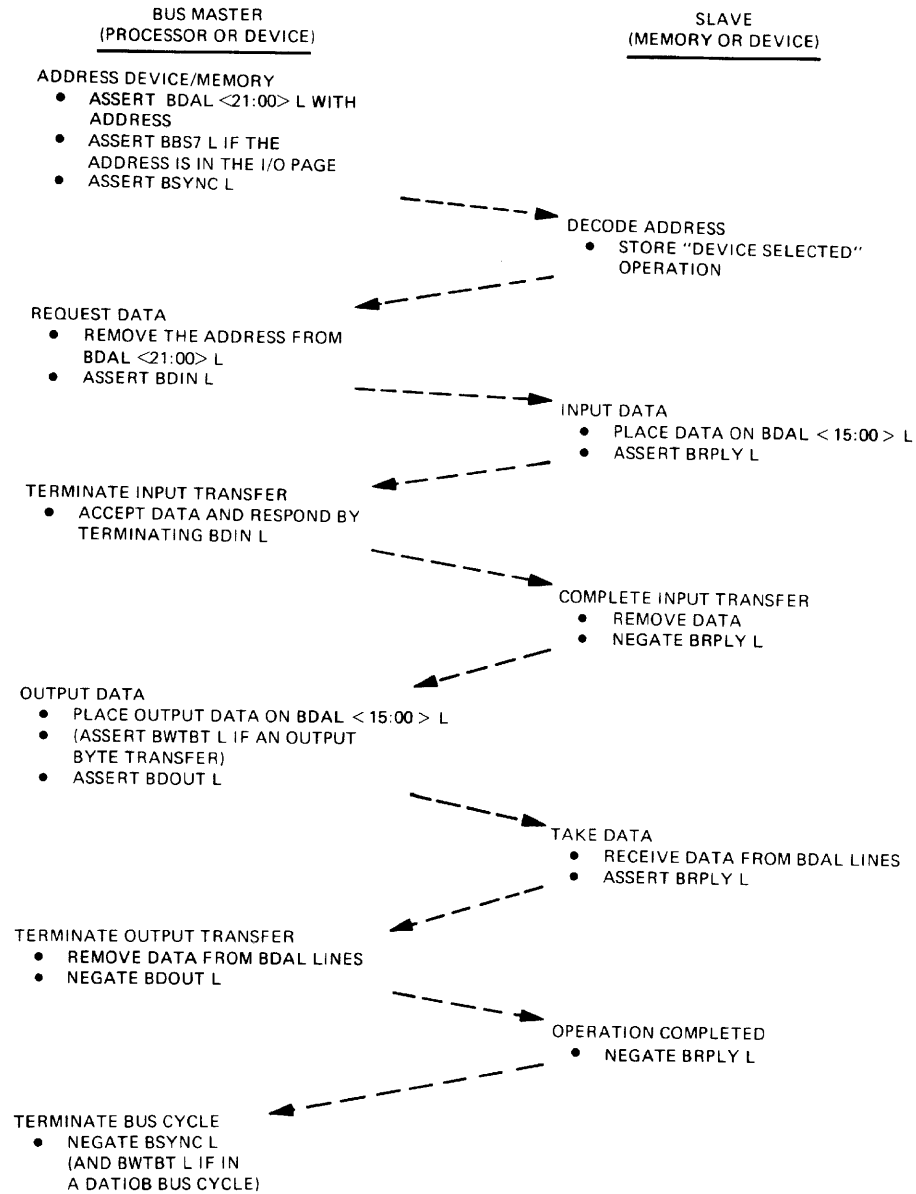 BUS MASTER
(PROCESSOR OR DEVICE)
SLAVE
(MEMORY OR DEVICE)
ADDRESS DEVICE/MEMORY
• ASSERT BDAL <21:00> L WITH
ADDRESS
• ASSERT BBS7 L IF THE
ADDRESS IS IN THE I/O PAGE
• ASSERT BSYNC L
DECODE ADDRESS
• STORE "DEVICE SELECTED"
OPERATION
REQUEST DATA
• REMOVE THE ADDRESS FROM
BDAL <21:00> L
• ASSERT BDIN L
INPUT DATA
• PLACE DATA ON BDAL < 15:00 > L
• ASSERT BRPLY L
TERMINATE INPUT TRANSFER
• ACCEPT DATA AND RESPOND BY
TERMINATING BDIN L
COMPLETE INPUT TRANSFER
• REMOVE DATA
• NEGATE BRPLY L
OUTPUT DATA
• PLACE OUTPUT DATA ON BDAL < 15:00 > L
• (ASSERT BWTBT L IF AN OUTPUT
BYTE TRANSFER)
• ASSERT BDOUT L
TAKE DATA
• RECEIVE DATA FROM BDAL LINES
• ASSERT BRPLY L
TERMINATE OUTPUT TRANSFER
• REMOVE DATA FROM BDAL LINES
• NEGATE BDOUT L
OPERATION COMPLETED
• NEGATE BRPLY L
TERMINATE BUS CYCLE
• NEGATE BSYNC L
(AND BWTBT L IF IN
A DATIOB BUS CYCLE)